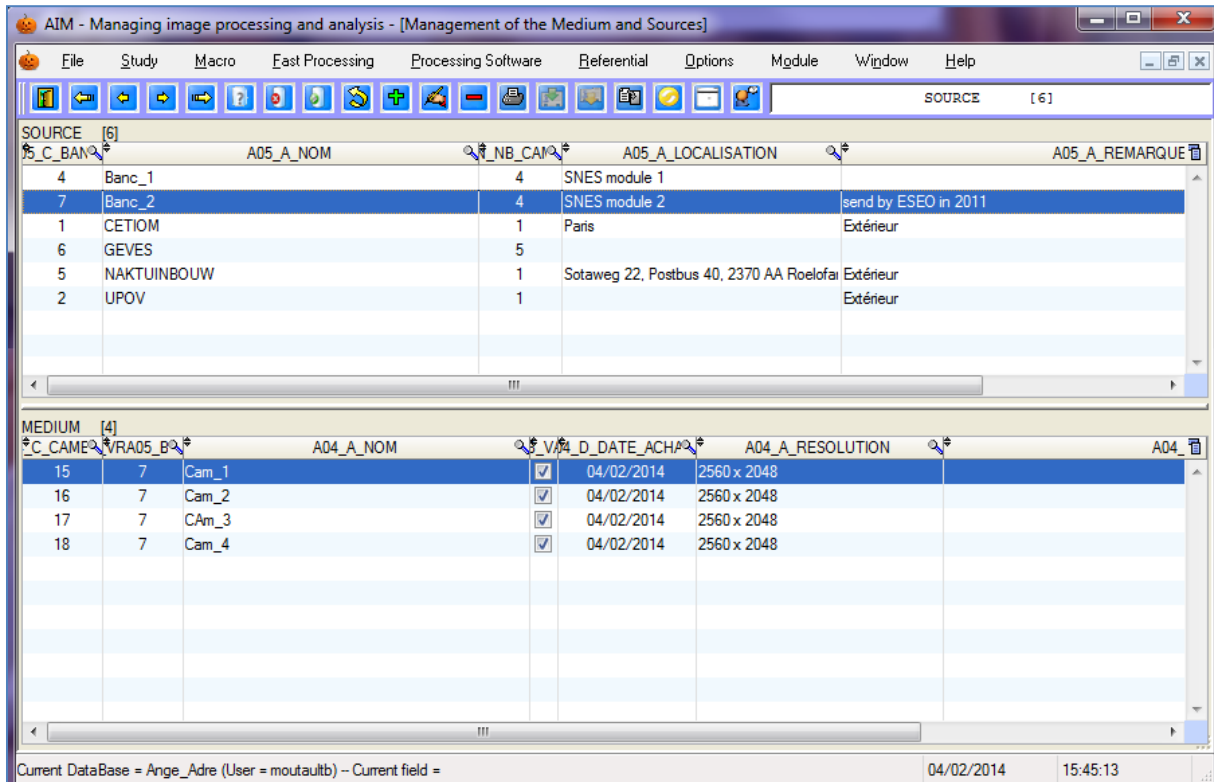 AIM - Managing image processing and analysis - [Management of the Medium and Sources]
File Study Macro Fast Processing Processing Software Referential Options Module Window Help
SOURCE [6]
SOURCE [6]
A05_A_NOM _NB_CAM A05_A_LOCALISATION A05_A_REMARQUE
4 Banc_1 4 SNES module 1
7 Banc_2 4 SNES module 2 send by ESEO in 2011
1 CETIOM 1 Paris Extérieur
6 GEVES 5
5 NAKTUINBOUW 1 Sotaweg 22, Postbus 40, 2370 AA Roelofar Extérieur
2 UPOV 1 Extérieur
MEDIUM [4]
VRA05_B A04_A_NOM A04_A_RESOLUTION A04_
15 7 Cam_1 04/02/2014 2560 x 2048
16 7 Cam_2 04/02/2014 2560 x 2048
17 7 CAm_3 04/02/2014 2560 x 2048
18 7 Cam_4 04/02/2014 2560 x 2048
Current DataBase = Ange_Adre (User = moutaultb) -- Current field = 04/02/2014 15:45:13